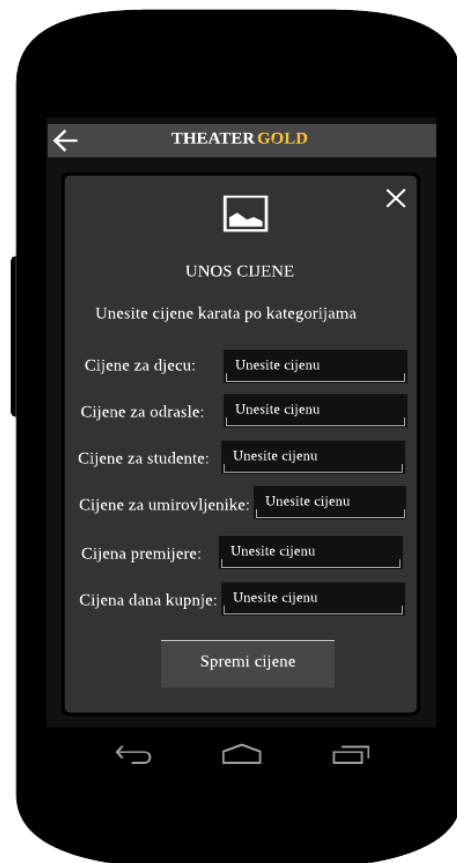 THEATER GOLD
UNOS CIJENE
Unesite cijene karata po kategorijama
Cijene za djecu: Unesite cijenu
Cijene za odrasle: Unesite cijenu
Cijene za studente: Unesite cijenu
Cijene za umirovljenike: Unesite cijenu
Cijena premijere: Unesite cijenu
Cijena dana kupnje: Unesite cijenu
Spremi cijene